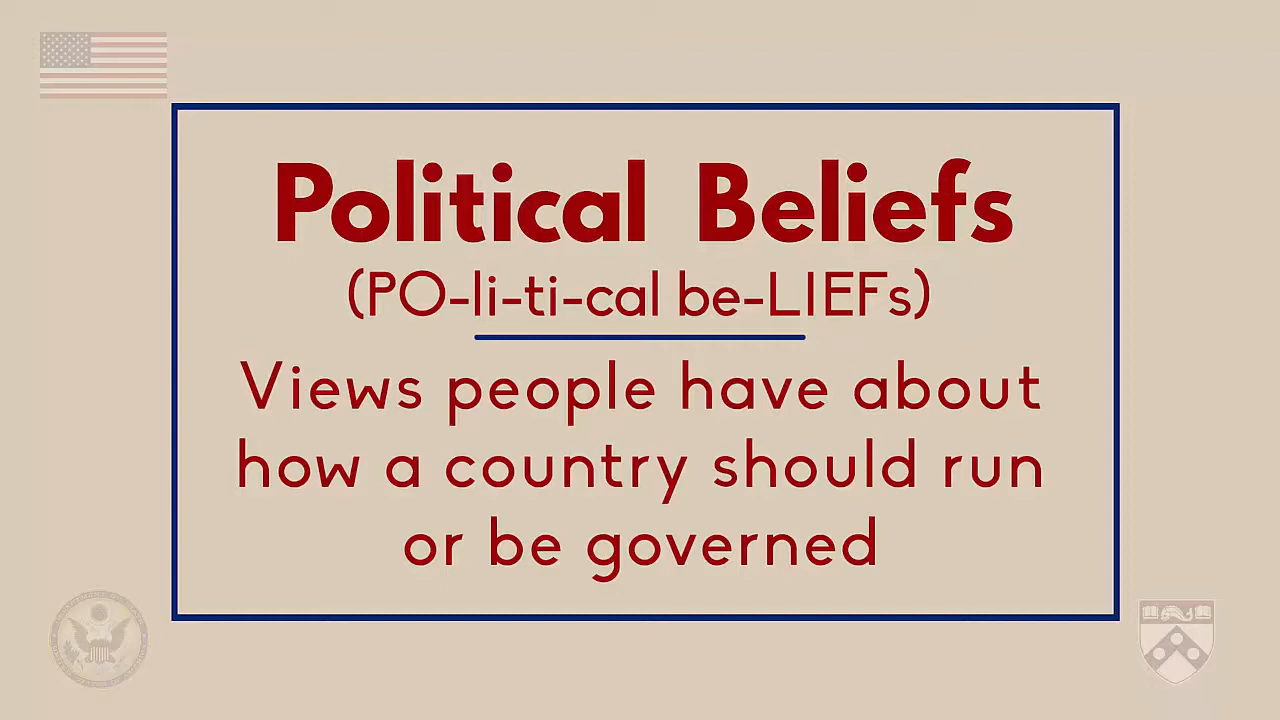 Political Beliefs
(PO-li-ti-cal be-LIEFs)
Views people have about
how a country should run
or be governed